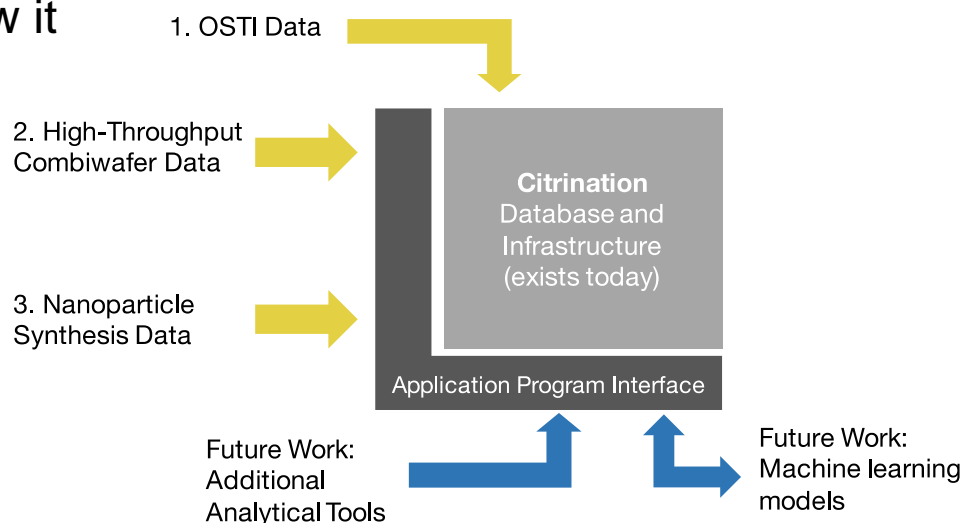 w it
1. OSTI Data
2. High-Throughput
Combiwafer Data
Citrination
Database and
Infrastructure
(exists today)
3. Nanoparticle
Synthesis Data
Application Program Interface
Future Work:
Additional
Analytical Tools
Future Work:
Machine learning
models